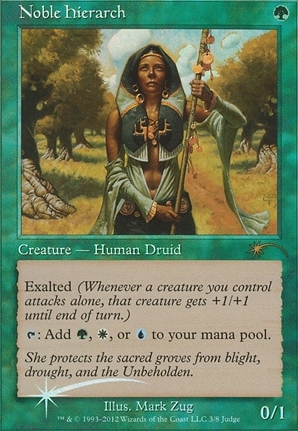 Noble Hierarch
Creature — Human Druid
Exalted (Whenever a creature you control
attacks alone, that creature gets +1/+1
until end of turn.)
: Add , , or to your mana pool.
She protects the sacred groves from blight,
drought, and the Unbeholden.
Illus. Mark Zug
™ & © 1993–2012 Wizards of the Coast LLC 3/8 Judge
0/1